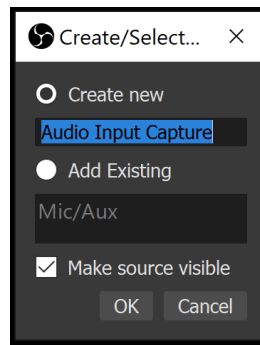 Create/Select...
Create new
Audio Input Capture
Add Existing
Mic/Aux
Make source visible
OK Cancel